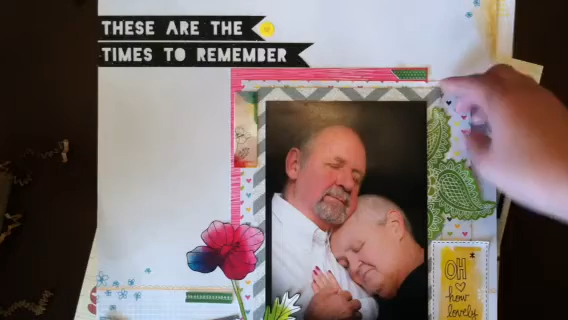 THESE ARE THE
TIMES TO REMEMBER
OH
how
lovely